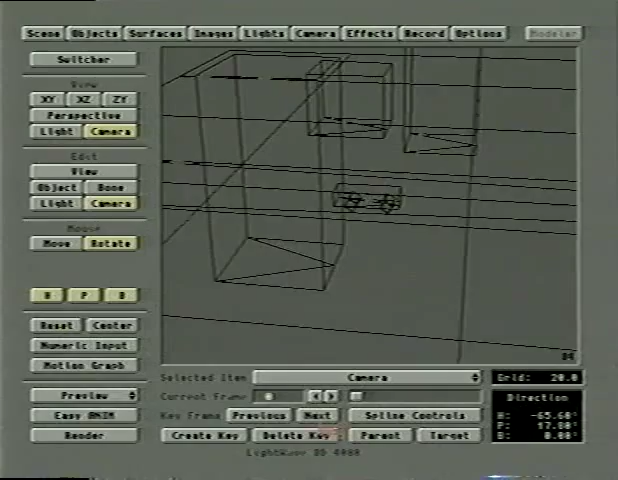 Scene Objects Surfaces Images Lights Camera Effects Record Options Modeler
Switcher
View
XY XZ ZY
Perspective
Light Camera
Edit
View
Object Bone
Light Camera
Mouse
Move Rotate
H P B
Reset Center
Numeric Input
Motion Graph
Preview
Easy ANIM
Render
Selected Item Camera Grid: 20.0
Current Frame 0
Key Frame Previous Next Spline Controls
Create Key Delete Key Parent Target
Direction
H: -65.60°
P: 17.80°
B: 0.00°
LightWave 3D